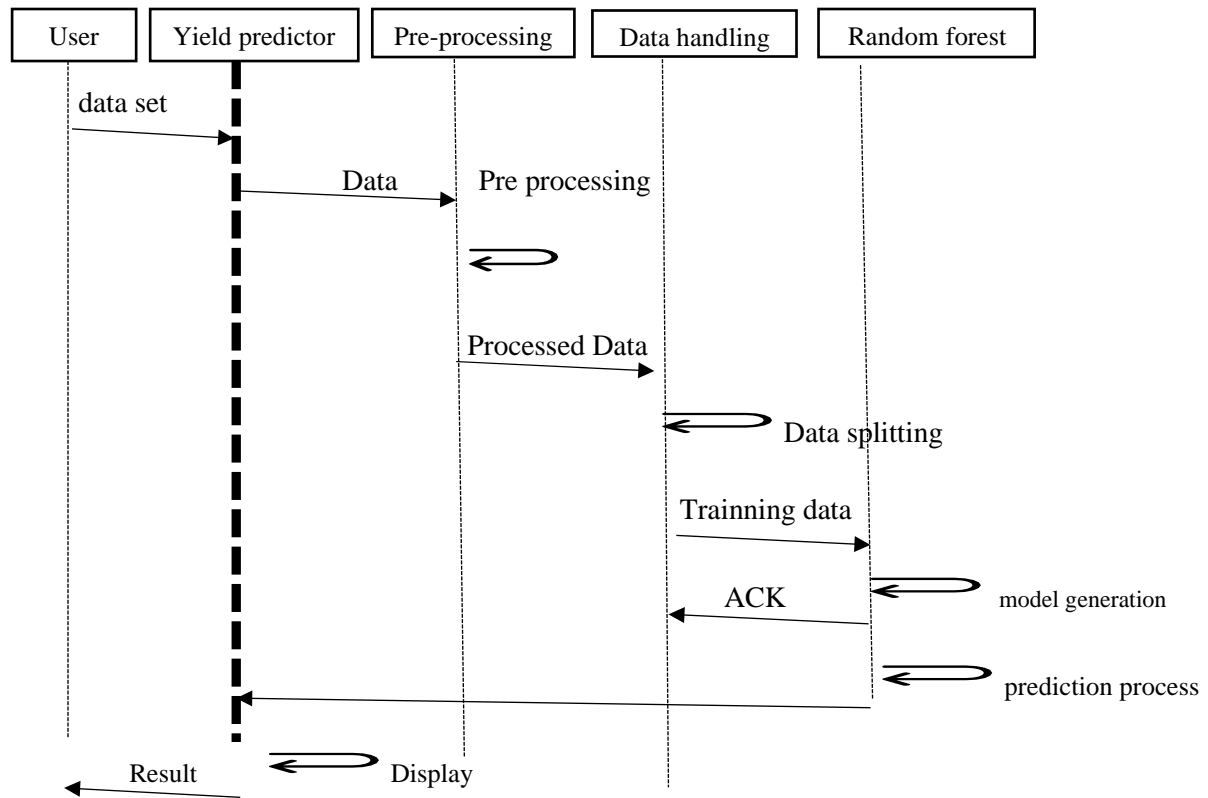 User
Yield predictor
Pre-processing
Data handling
Random forest
data set
Data
Pre processing
Processed Data
Data splitting
Trainning data
model generation
ACK
prediction process
Display
Result